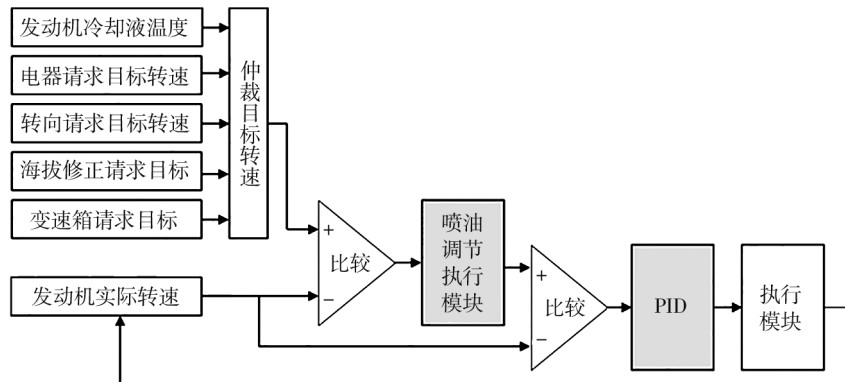 发动机冷却液温度
电器请求目标转速
转向请求目标转速
海拔修正请求目标
变速箱请求目标
仲裁目标转速
发动机实际转速
+
比较
−
喷油
调节
执行
模块
+
比较
−
PID
执行
模块